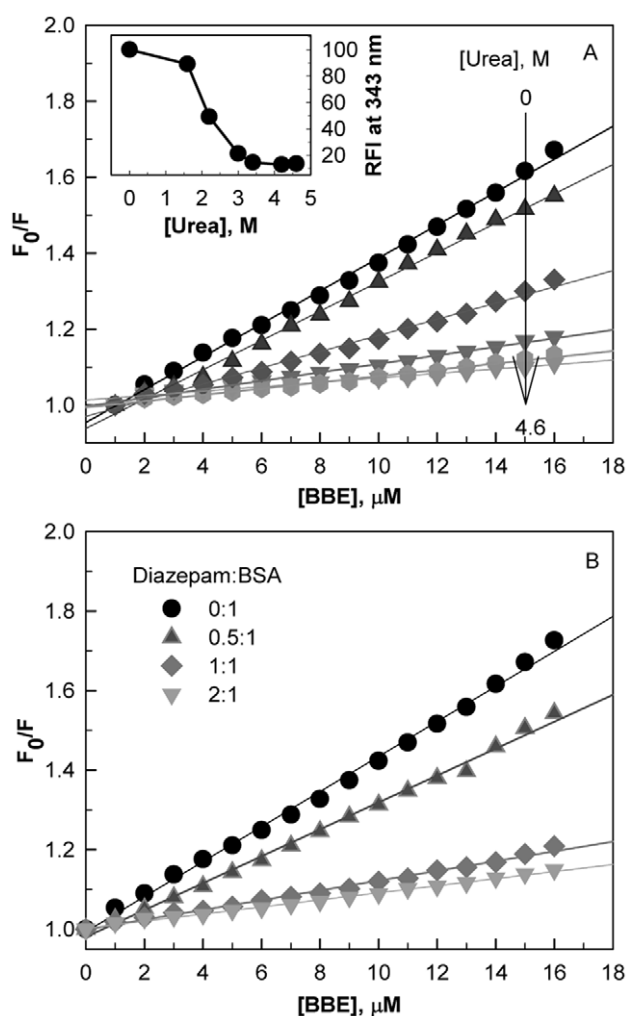 A
[Urea], M
0
4.6
100
80
60
40
20
RFI at 343 nm
0 1 2 3 4 5
[Urea], M
2.0
1.8
1.6
1.4
1.2
1.0
F0/F
0 2 4 6 8 10 12 14 16 18
[BBE], μM
B
Diazepam:BSA
0:1
0.5:1
1:1
2:1
2.0
1.8
1.6
1.4
1.2
1.0
F0/F
0 2 4 6 8 10 12 14 16 18
[BBE], μM